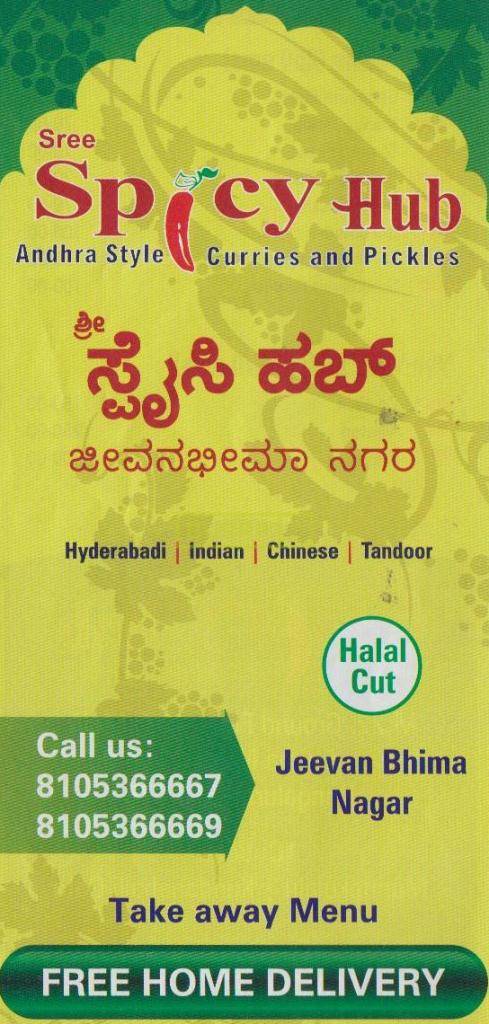 Sree
Spicy Hub
Andhra Style Curries and Pickles
ಶ್ರೀ
ಸ್ಪೈಸಿ ಹಬ್
ಜೀವನಭೀಮಾ ನಗರ
Hyderabadi | indian | Chinese | Tandoor
Halal
Cut
Call us:
8105366667
8105366669
Jeevan Bhima
Nagar
Take away Menu
FREE HOME DELIVERY